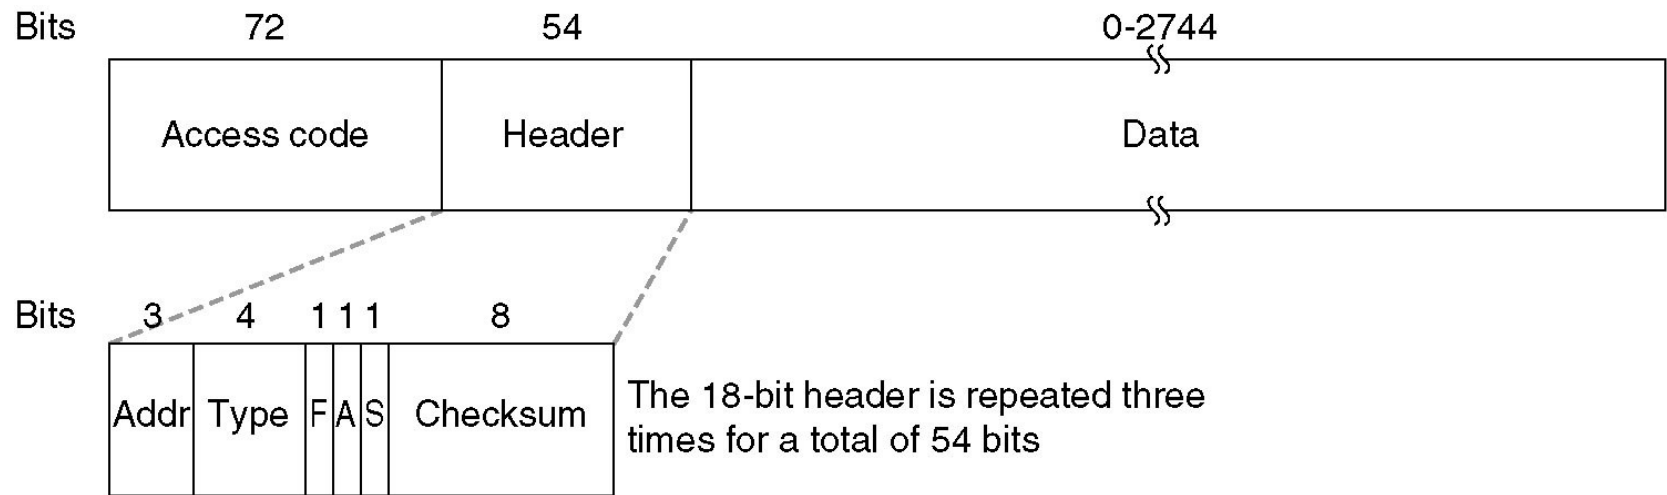 Bits 72 54 0-2744
Access code Header Data
Bits 3 4 1 1 1 8
Addr Type F A S Checksum
The 18-bit header is repeated three
times for a total of 54 bits